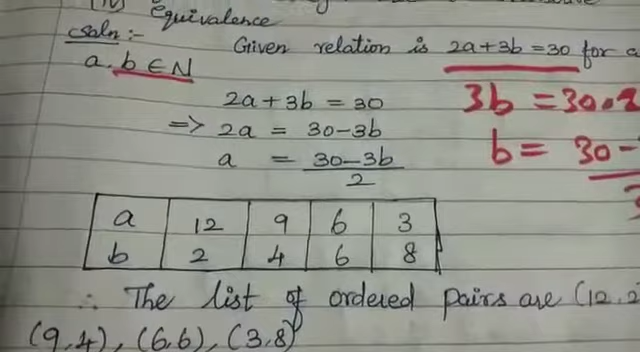 (iv) Equivalence
Soln:- Given relation is 2a+3b=30 for a
a, b ∈ N
2a+3b = 30
3b = 30-2
=> 2a = 30-3b
a = 30-3b
2
b = 30-
3
a 12 9 6 3
b 2 4 6 8
∴ The list of ordered pairs are (12,2
(9,4), (6,6), (3,8)